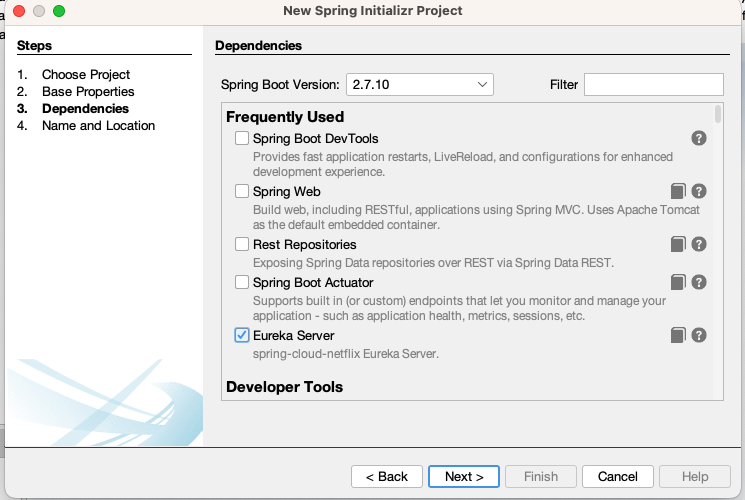 New Spring Initializr Project
Steps
1. Choose Project
2. Base Properties
3. Dependencies
4. Name and Location
Dependencies
Spring Boot Version: 2.7.10 Filter
Frequently Used
Spring Boot DevTools ?
Provides fast application restarts, LiveReload, and configurations for enhanced
development experience.
Spring Web ?
Build web, including RESTful, applications using Spring MVC. Uses Apache Tomcat
as the default embedded container.
Rest Repositories ?
Exposing Spring Data repositories over REST via Spring Data REST.
Spring Boot Actuator ?
Supports built in (or custom) endpoints that let you monitor and manage your
application - such as application health, metrics, sessions, etc.
Eureka Server ?
spring-cloud-netflix Eureka Server.
Developer Tools
< Back Next > Finish Cancel Help